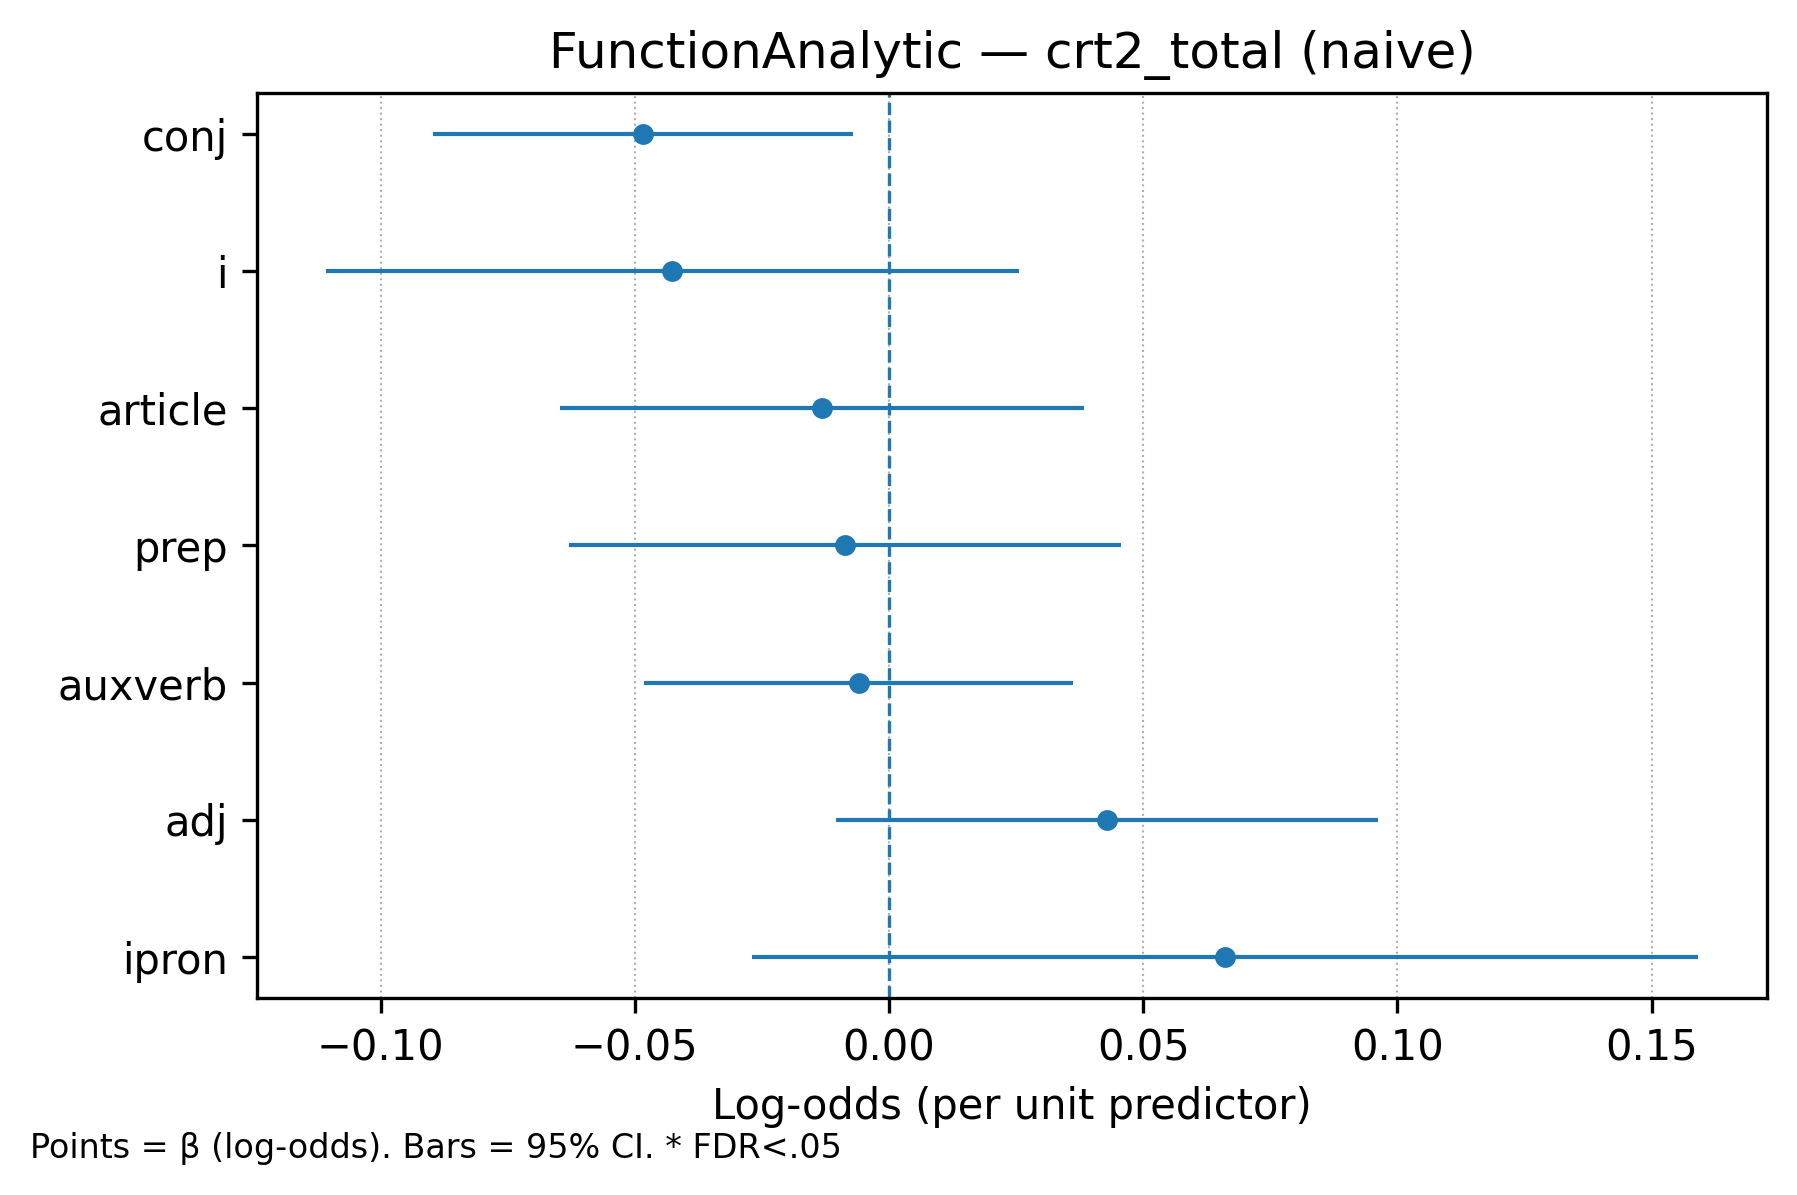 FunctionAnalytic — crt2_total (naive)
conj
i
article
prep
auxverb
adj
ipron
−0.10 −0.05 0.00 0.05 0.10 0.15
Log-odds (per unit predictor)
Points = β (log-odds). Bars = 95% CI. * FDR<.05